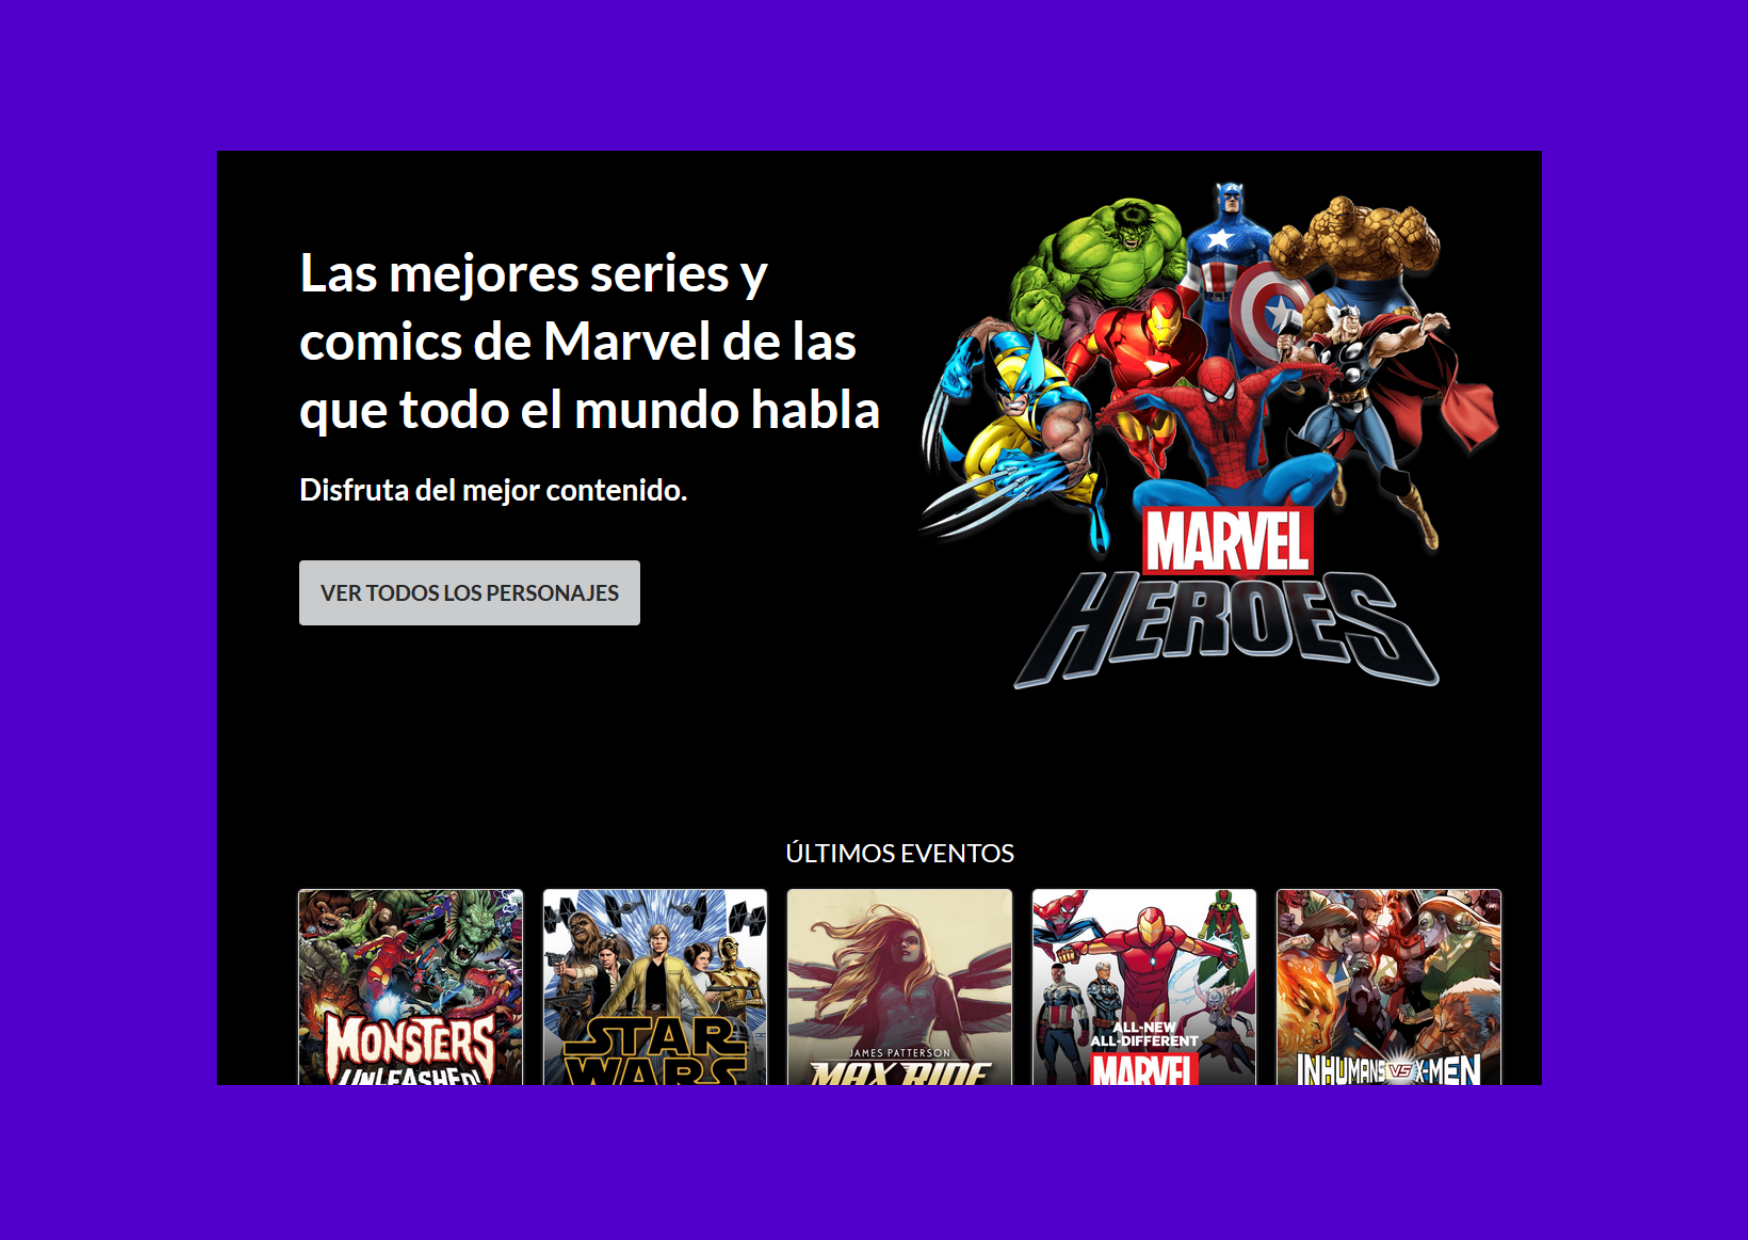 Las mejores series y
comics de Marvel de las
que todo el mundo habla
Disfruta del mejor contenido.
VER TODOS LOS PERSONAJES
MARVEL
HEROES
ÚLTIMOS EVENTOS
MONSTERS
UNLEASHED!
STAR
WARS
JAMES PATTERSON
MAX RIDE
ALL-NEW
ALL-DIFFERENT
MARVEL
INHUMANS VS X-MEN